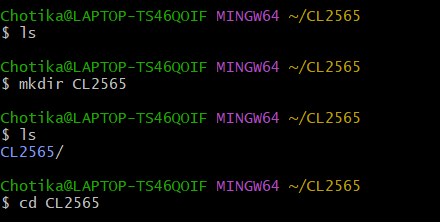 Chotika@LAPTOP-TS46QOIF MINGW64 ~/CL2565
$ ls
Chotika@LAPTOP-TS46QOIF MINGW64 ~/CL2565
$ mkdir CL2565
Chotika@LAPTOP-TS46QOIF MINGW64 ~/CL2565
$ ls
CL2565/
Chotika@LAPTOP-TS46QOIF MINGW64 ~/CL2565
$ cd CL2565